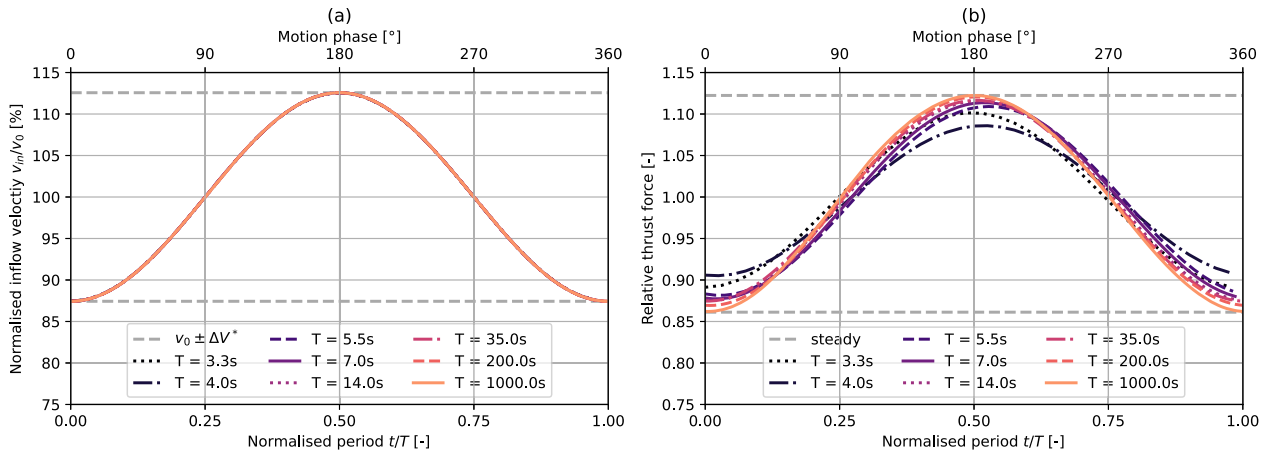 (a)
Motion phase [°]
0 90 180 270 360
Normalised inflow veloctiy v_in/v_0 [%]
115
110
105
100
95
90
85
80
75
v_0 ± ΔV*
T = 3.3s
T = 4.0s
T = 5.5s
T = 7.0s
T = 14.0s
T = 35.0s
T = 200.0s
T = 1000.0s
0.00 0.25 0.50 0.75 1.00
Normalised period t/T [-]
(b)
Motion phase [°]
0 90 180 270 360
Relative thrust force [-]
1.15
1.10
1.05
1.00
0.95
0.90
0.85
0.80
0.75
steady
T = 3.3s
T = 4.0s
T = 5.5s
T = 7.0s
T = 14.0s
T = 35.0s
T = 200.0s
T = 1000.0s
0.00 0.25 0.50 0.75 1.00
Normalised period t/T [-]